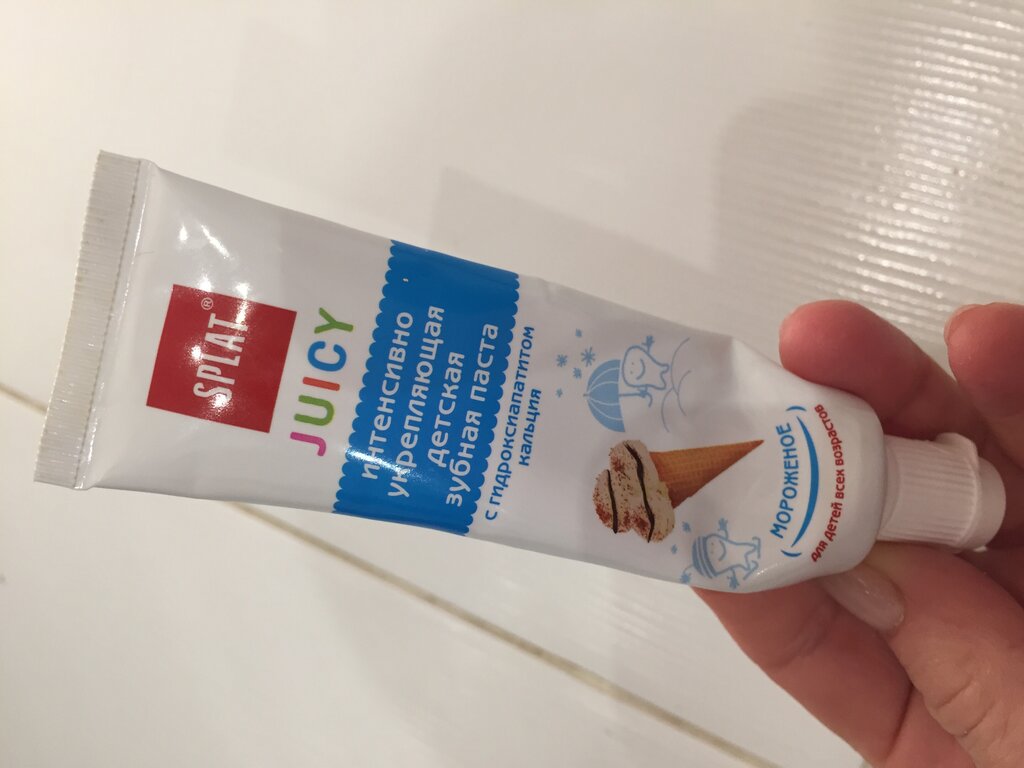 SPLAT®
JUICY
интенсивно
укрепляющая
детская
зубная паста
с гидроксиапатитом
кальция
МОРОЖЕНОЕ
для детей всех возрастов